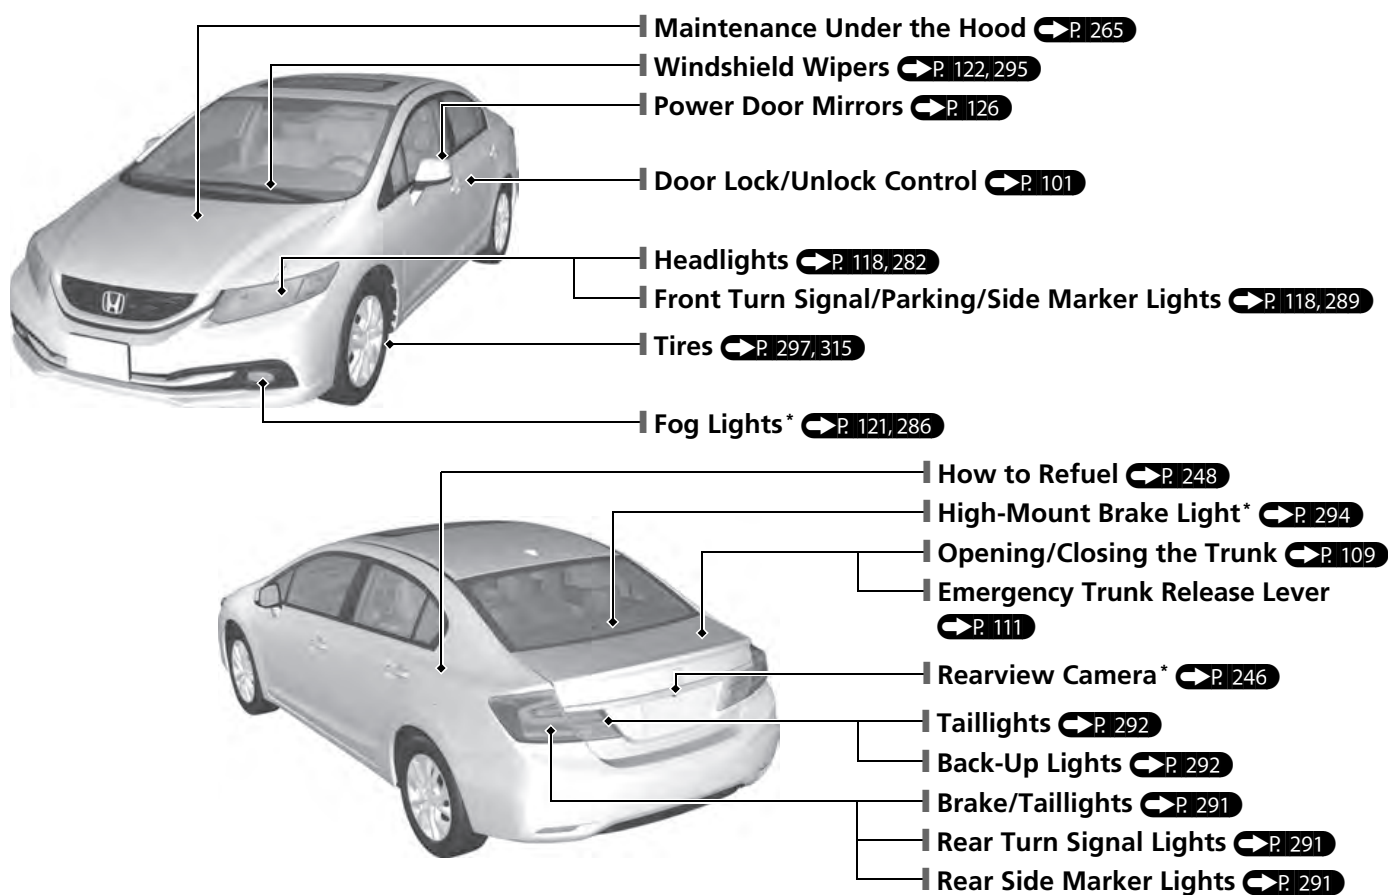 Maintenance Under the Hood P. 265
Windshield Wipers P. 122, 295
Power Door Mirrors P. 126
Door Lock/Unlock Control P. 101
Headlights P. 118, 282
Front Turn Signal/Parking/Side Marker Lights P. 118, 289
Tires P. 297, 315
Fog Lights* P. 121, 286
How to Refuel P. 248
High-Mount Brake Light* P. 294
Opening/Closing the Trunk P. 109
Emergency Trunk Release Lever
P. 111
Rearview Camera* P. 246
Taillights P. 292
Back-Up Lights P. 292
Brake/Taillights P. 291
Rear Turn Signal Lights P. 291
Rear Side Marker Lights P. 291